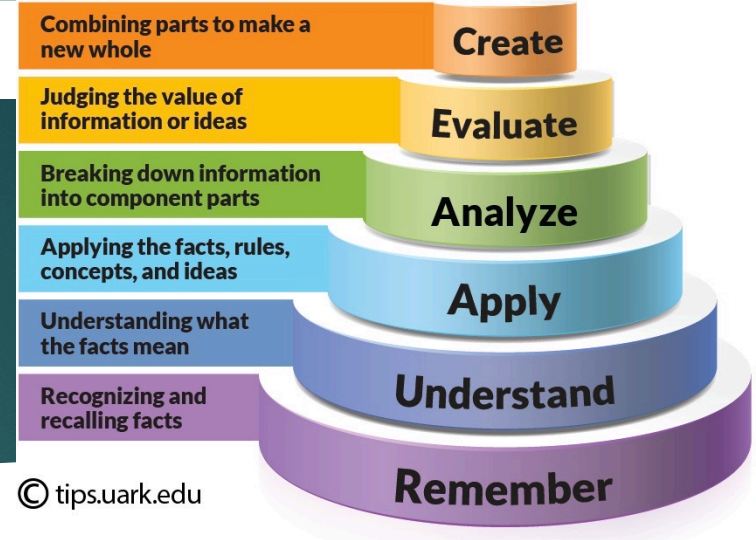 Combining parts to make a
new whole
Create
Judging the value of
information or ideas
Evaluate
Breaking down information
into component parts
Analyze
Applying the facts, rules,
concepts, and ideas
Apply
Understanding what
the facts mean
Understand
Recognizing and
recalling facts
Remember
© tips.uark.edu